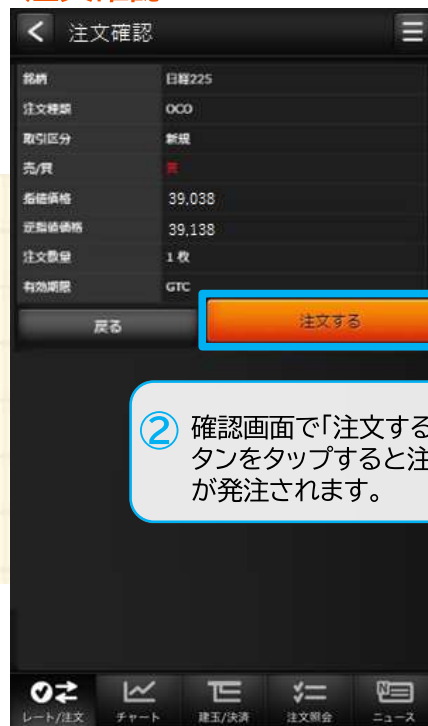 注文確認
銘柄 日経225
注文種類 OCO
取引区分 新規
売/買 買
指値価格 39,038
逆指値価格 39,138
注文数量 1 枚
有効期限 GTC
戻る 注文する
② 確認画面で「注文する
タンをタップすると注
が発注されます。
レート/注文 チャート 建玉/決済 注文照会 ニュース